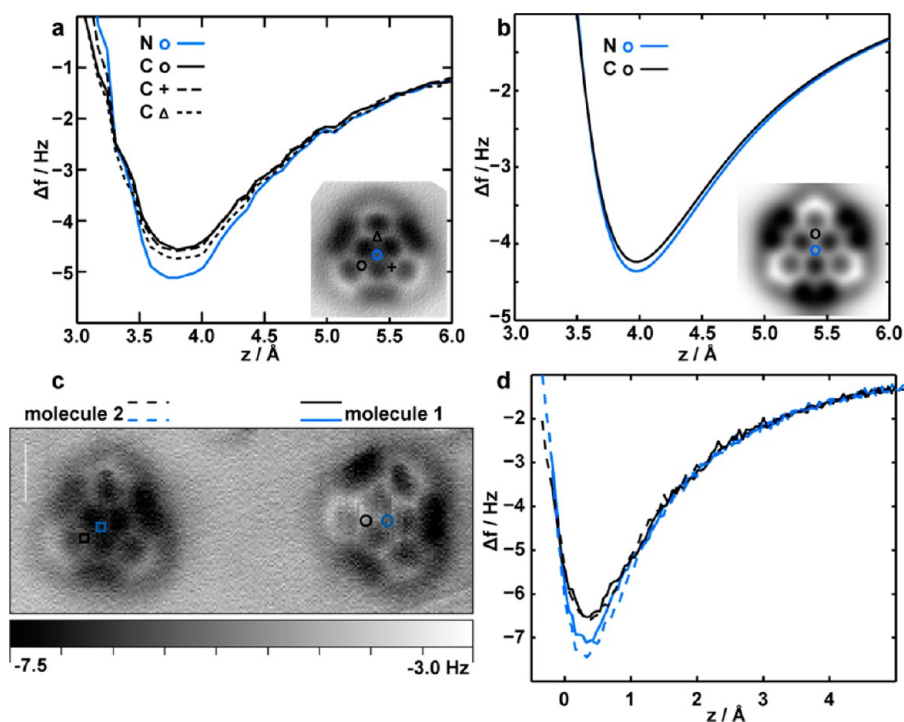 a
N o
C o
C +
C Δ
-1
-2
-3
-4
-5
Δf / Hz
3.0 3.5 4.0 4.5 5.0 5.5 6.0
z / Å
Δ
o
o +
b
N o
C o
-1
-2
-3
-4
-5
Δf / Hz
3.0 3.5 4.0 4.5 5.0 5.5 6.0
z / Å
o
o
c
molecule 2 molecule 1
-7.5 -3.0 Hz
d
-2
-3
-4
-5
-6
-7
Δf / Hz
0 1 2 3 4
z / Å